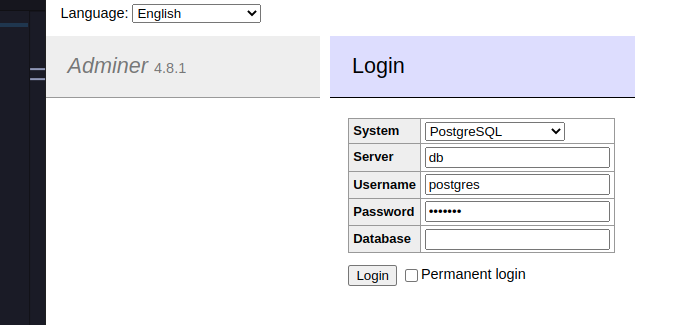 Language: English
Adminer 4.8.1
Login
System PostgreSQL
Server db
Username postgres
Password •••••••
Database
Login Permanent login